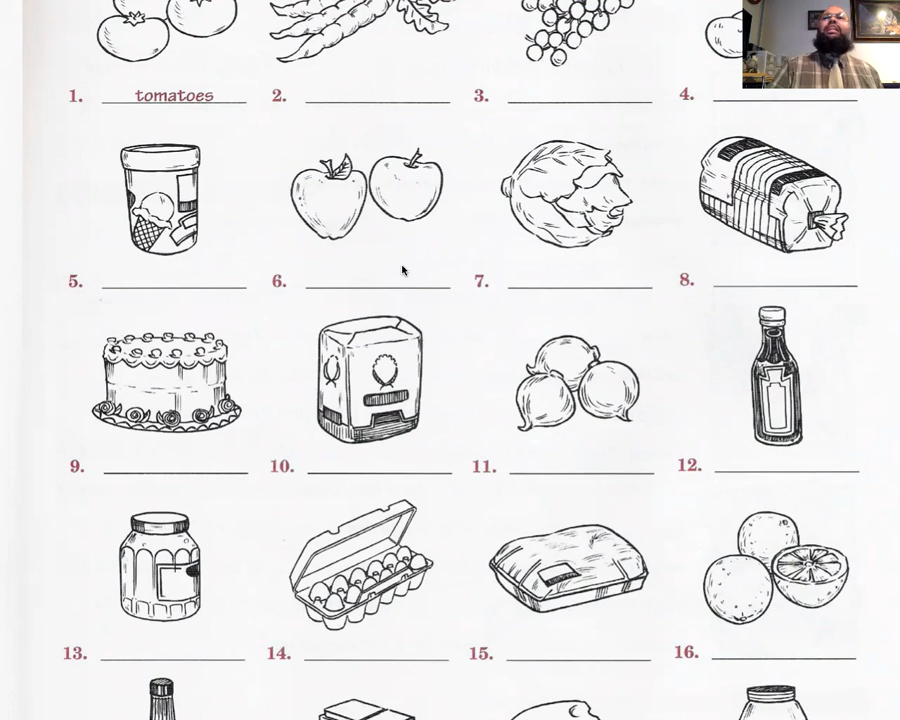 1. tomatoes 2. 3. 4.
5. 6. 7. 8.
9. 10. 11. 12.
13. 14. 15. 16.